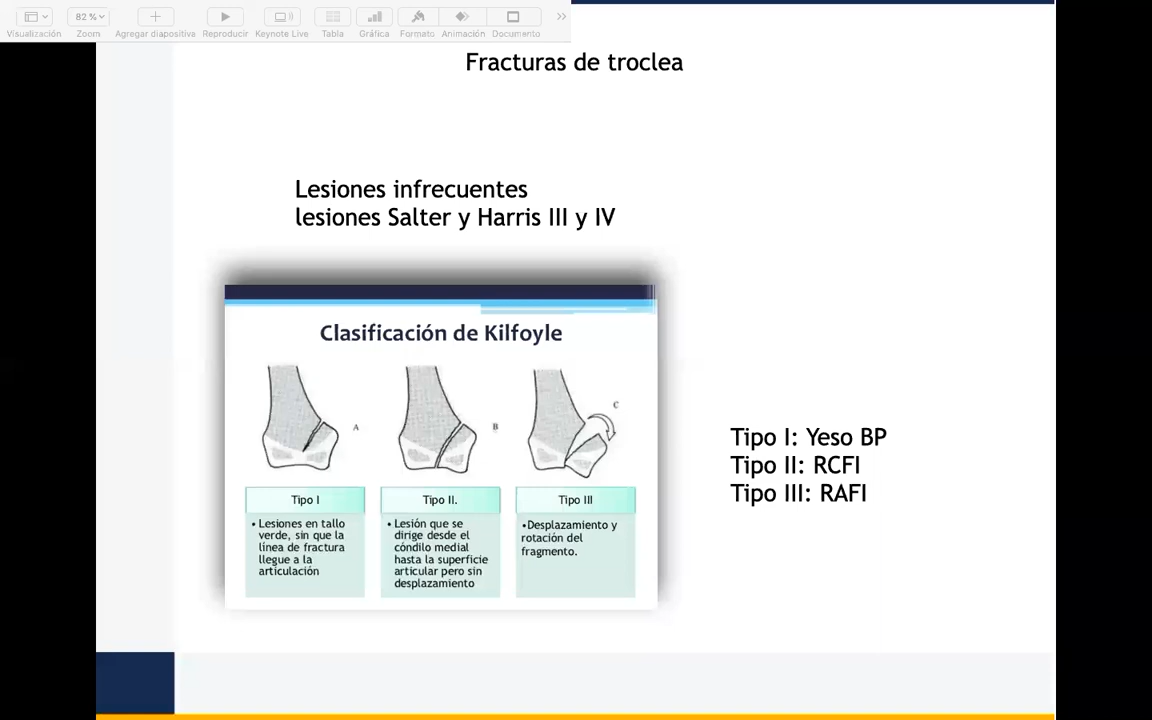 82 %
Visualización Zoom Agregar diapositiva Reproducir Keynote Live Tabla Gráfica Formato Animación Documento
Fracturas de troclea
Lesiones infrecuentes
lesiones Salter y Harris III y IV
Clasificación de Kilfoyle
A
B
C
Tipo I
• Lesiones en tallo
verde, sin que la
línea de fractura
llegue a la
articulación
Tipo II.
• Lesión que se
dirige desde el
cóndilo medial
hasta la superficie
articular pero sin
desplazamiento
Tipo III
•Desplazamiento y
rotación del
fragmento.
Tipo I: Yeso BP
Tipo II: RCFI
Tipo III: RAFI